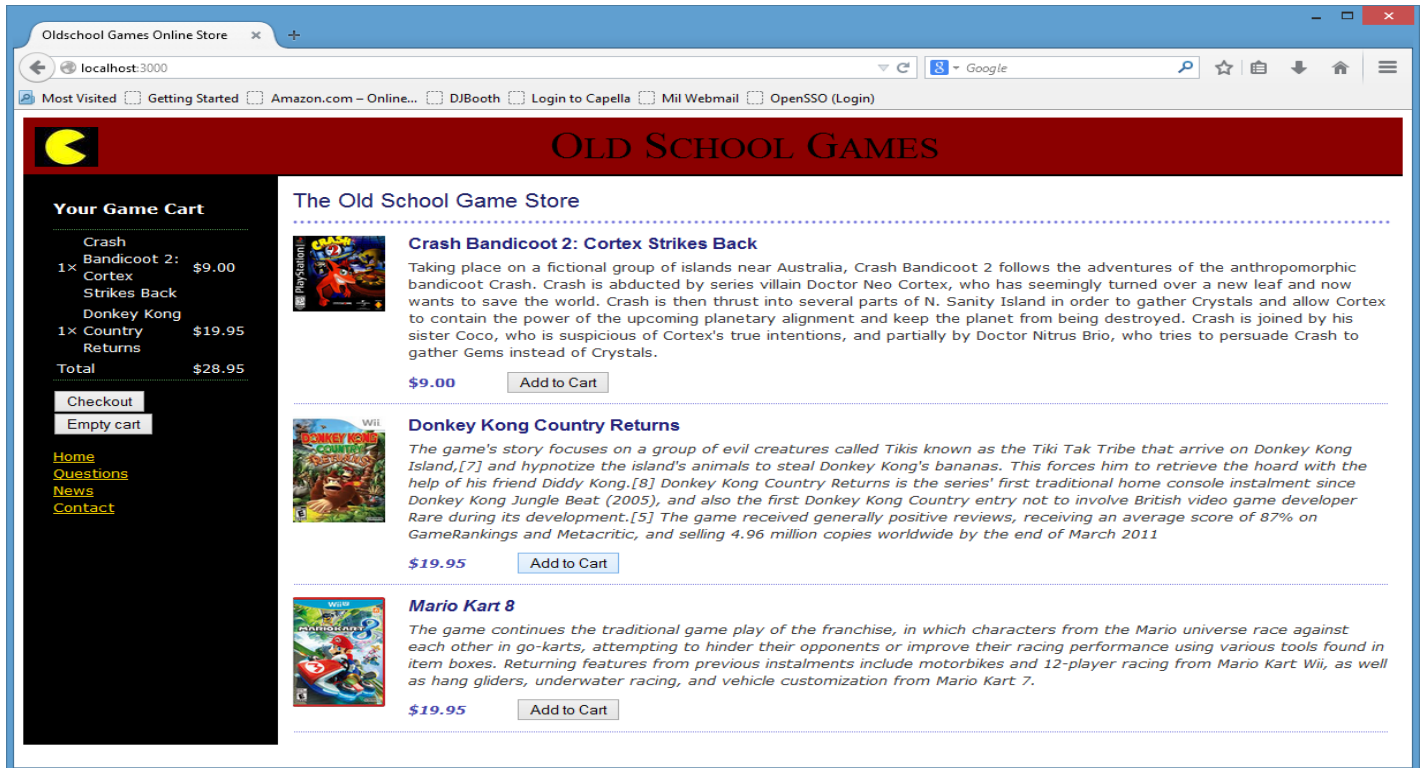 Oldschool Games Online Store
localhost:3000
8
Google
Most Visited
Getting Started
Amazon.com – Online...
DJBooth
Login to Capella
Mil Webmail
OpenSSO (Login)
OLD SCHOOL GAMES
Your Game Cart
1× Crash Bandicoot 2: Cortex Strikes Back $9.00
1× Donkey Kong Country Returns $19.95
Total $28.95
Checkout
Empty cart
Home
Questions
News
Contact
The Old School Game Store
PlayStation
CRASH
2
Crash Bandicoot 2: Cortex Strikes Back
Taking place on a fictional group of islands near Australia, Crash Bandicoot 2 follows the adventures of the anthropomorphic
bandicoot Crash. Crash is abducted by series villain Doctor Neo Cortex, who has seemingly turned over a new leaf and now
wants to save the world. Crash is then thrust into several parts of N. Sanity Island in order to gather Crystals and allow Cortex
to contain the power of the upcoming planetary alignment and keep the planet from being destroyed. Crash is joined by his
sister Coco, who is suspicious of Cortex's true intentions, and partially by Doctor Nitrus Brio, who tries to persuade Crash to
gather Gems instead of Crystals.
$9.00
Add to Cart
Wii
DONKEY KONG
COUNTRY
RETURNS
Donkey Kong Country Returns
The game's story focuses on a group of evil creatures called Tikis known as the Tiki Tak Tribe that arrive on Donkey Kong
Island,[7] and hypnotize the island's animals to steal Donkey Kong's bananas. This forces him to retrieve the hoard with the
help of his friend Diddy Kong.[8] Donkey Kong Country Returns is the series' first traditional home console instalment since
Donkey Kong Jungle Beat (2005), and also the first Donkey Kong Country entry not to involve British video game developer
Rare during its development.[5] The game received generally positive reviews, receiving an average score of 87% on
GameRankings and Metacritic, and selling 4.96 million copies worldwide by the end of March 2011
$19.95
Add to Cart
WiiU
MARIOKART 8
Mario Kart 8
The game continues the traditional game play of the franchise, in which characters from the Mario universe race against
each other in go-karts, attempting to hinder their opponents or improve their racing performance using various tools found in
item boxes. Returning features from previous instalments include motorbikes and 12-player racing from Mario Kart Wii, as well
as hang gliders, underwater racing, and vehicle customization from Mario Kart 7.
$19.95
Add to Cart